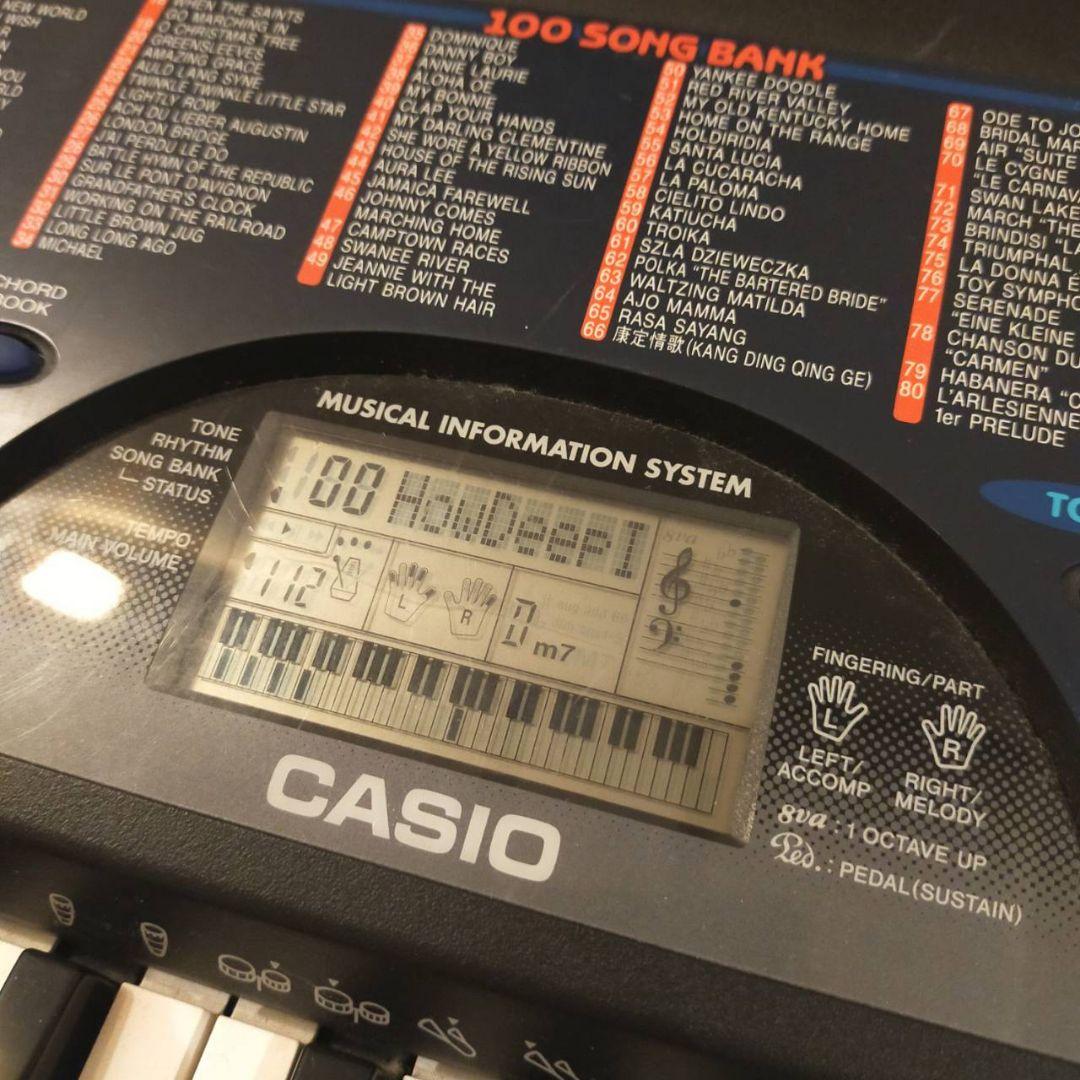 100 SONG BANK
NEW WORLD
WISH
YOU
WORLD
WHEN THE SAINTS
GO MARCHING IN
O CHRISTMAS TREE
GREENSLEEVES
AMAZING GRACE
AULD LANG SYNE
TWINKLE TWINKLE LITTLE STAR
LIGHTLY ROW
ACH DU LIEBER AUGUSTIN
LONDON BRIDGE
J'AI PERDU LE DO
BATTLE HYMN OF THE REPUBLIC
SUR LE PONT D'AVIGNON
GRANDFATHER'S CLOCK
WORKING ON THE RAILROAD
LITTLE BROWN JUG
LONG LONG AGO
MICHAEL
DOMINIQUE
DANNY BOY
ANNIE LAURIE
ALOHA OE
MY BONNIE
CLAP YOUR HANDS
MY DARLING CLEMENTINE
SHE WORE A YELLOW RIBBON
HOUSE OF THE RISING SUN
AURA LEE
JAMAICA FAREWELL
JOHNNY COMES
MARCHING HOME
47 CAMPTOWN RACES
48 SWANEE RIVER
49 JEANNIE WITH THE
LIGHT BROWN HAIR
50 YANKEE DOODLE
51 RED RIVER VALLEY
52 MY OLD KENTUCKY HOME
53 HOME ON THE RANGE
54 HOLDIRIDIA
55 SANTA LUCIA
56 LA CUCARACHA
57 LA PALOMA
58 CIELITO LINDO
59 KATIUCHA
60 TROIKA
61 SZLA DZIEWECZKA
62 POLKA "THE BARTERED BRIDE"
63 WALTZING MATILDA
64 AJO MAMMA
65 RASA SAYANG
66 康定情歌(KANG DING QING GE)
67 ODE TO JO
68 BRIDAL MAR
69 AIR "SUITE
70 LE CYGNE
"LE CARNAVA
71 SWAN LAKE
72 MARCH "THE
73 BRINDISI "LA
74 TRIUMPHAL
75 LA DONNA É
76 TOY SYMPHO
77 SERENADE
"EINE KLEINE
78 CHANSON DU
"CARMEN"
79 HABANERA "C
80 L'ARLESIENNE
1er PRELUDE
CHORD
BOOK
MUSICAL INFORMATION SYSTEM
TONE
RHYTHM
SONG BANK
STATUS
TEMPO
MAIN VOLUME
00 HowDeepI
112
L
R
D m7
8va
TO
FINGERING/PART
L
R
LEFT/
ACCOMP
RIGHT/
MELODY
8va : 1 OCTAVE UP
Ped. : PEDAL(SUSTAIN)
CASIO